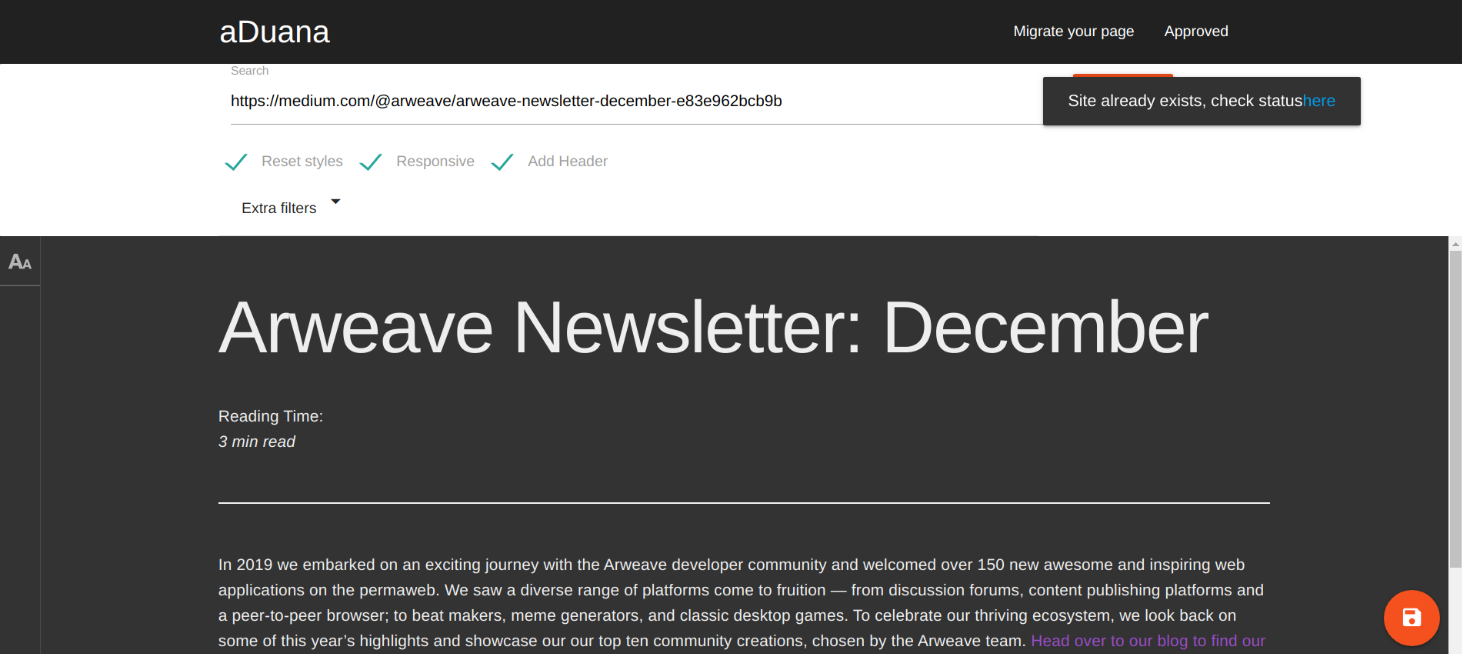 aDuana
Migrate your page
Approved
Search
https://medium.com/@arweave/arweave-newsletter-december-e83e962bcb9b
Site already exists, check statushere
Reset styles
Responsive
Add Header
Extra filters
AA
Arweave Newsletter: December
Reading Time:
3 min read
In 2019 we embarked on an exciting journey with the Arweave developer community and welcomed over 150 new awesome and inspiring web
applications on the permaweb. We saw a diverse range of platforms come to fruition — from discussion forums, content publishing platforms and
a peer-to-peer browser; to beat makers, meme generators, and classic desktop games. To celebrate our thriving ecosystem, we look back on
some of this year’s highlights and showcase our our top ten community creations, chosen by the Arweave team. Head over to our blog to find our